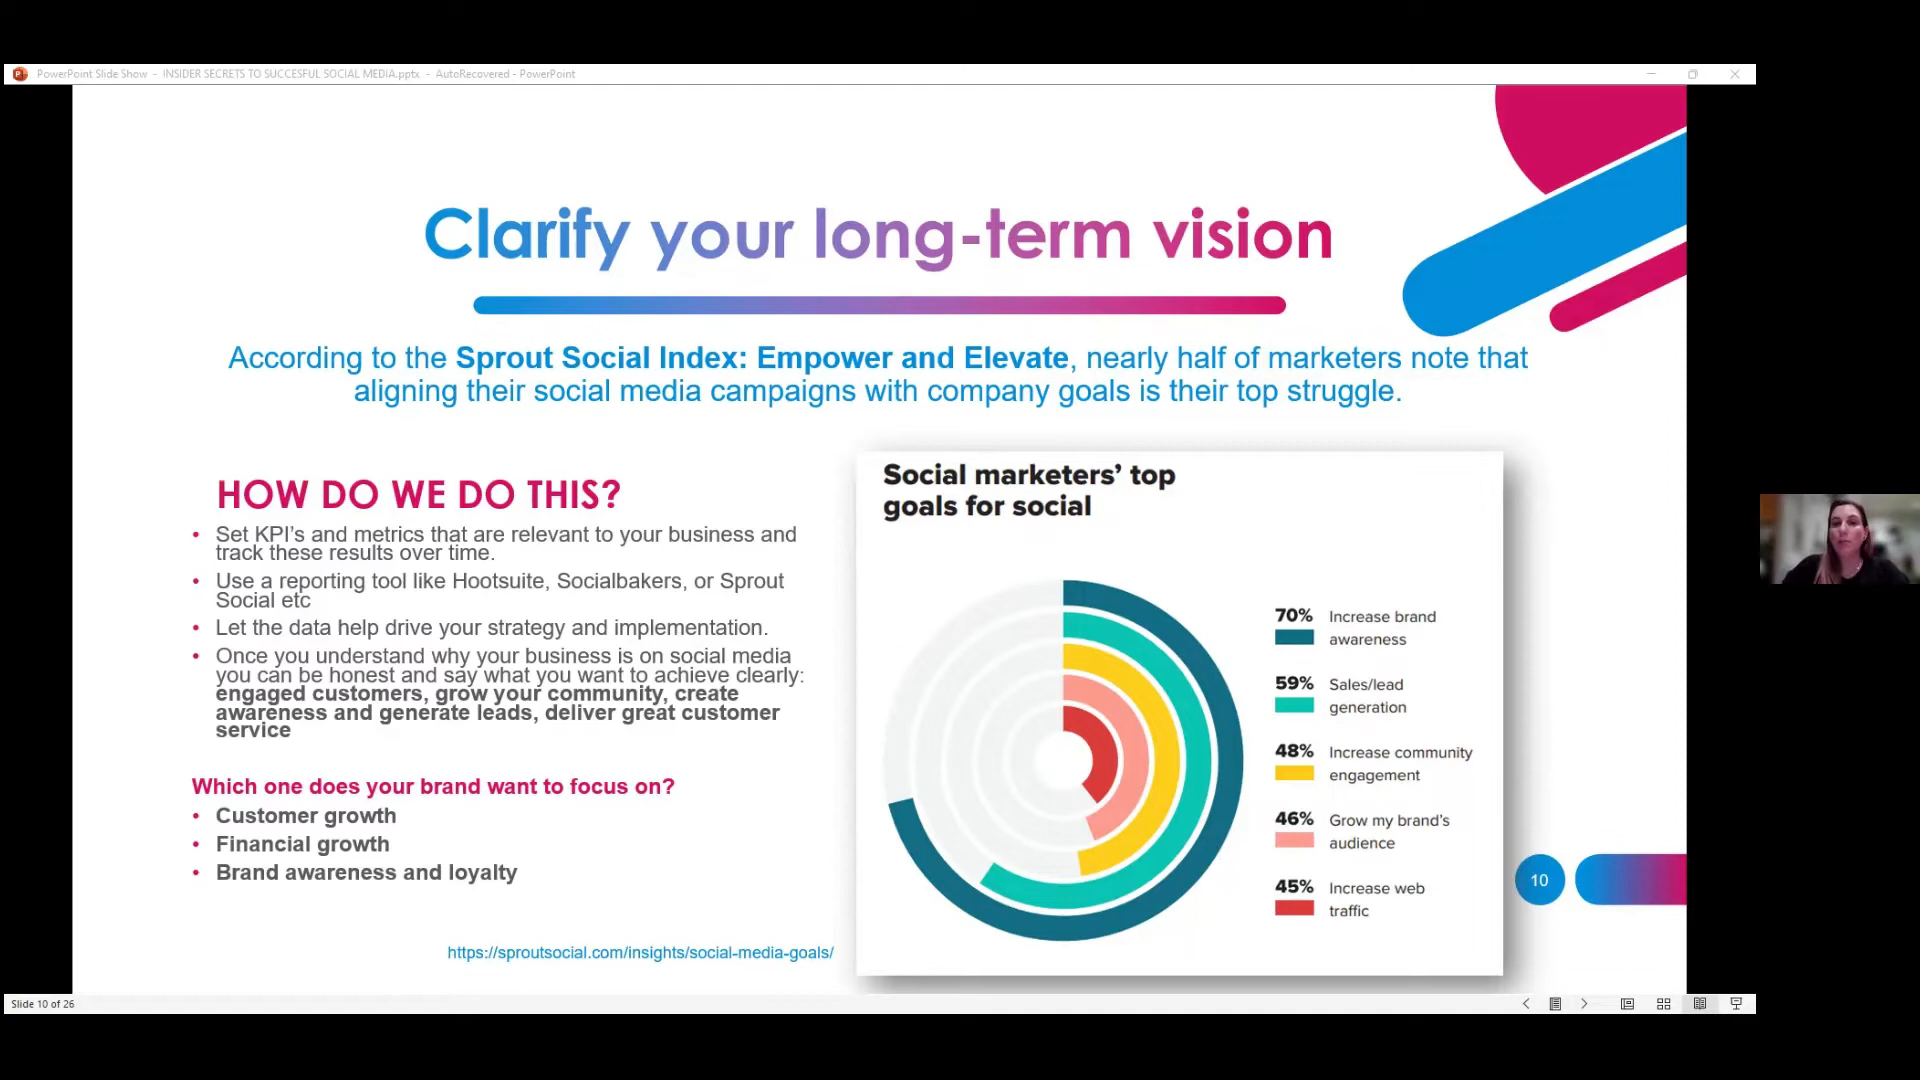 PowerPoint Slide Show - INSIDER SECRETS TO SUCCESFUL SOCIAL MEDIA.pptx - AutoRecovered - PowerPoint
Clarify your long-term vision
According to the Sprout Social Index: Empower and Elevate, nearly half of marketers note that
aligning their social media campaigns with company goals is their top struggle.
HOW DO WE DO THIS?
• Set KPI's and metrics that are relevant to your business and
track these results over time.
• Use a reporting tool like Hootsuite, Socialbakers, or Sprout
Social etc
• Let the data help drive your strategy and implementation.
• Once you understand why your business is on social media
you can be honest and say what you want to achieve clearly:
engaged customers, grow your community, create
awareness and generate leads, deliver great customer
service
Which one does your brand want to focus on?
• Customer growth
• Financial growth
• Brand awareness and loyalty
https://sproutsocial.com/insights/social-media-goals/
Social marketers’ top
goals for social
70% Increase brand
awareness
59% Sales/lead
generation
48% Increase community
engagement
46% Grow my brand’s
audience
45% Increase web
traffic
10
Slide 10 of 26